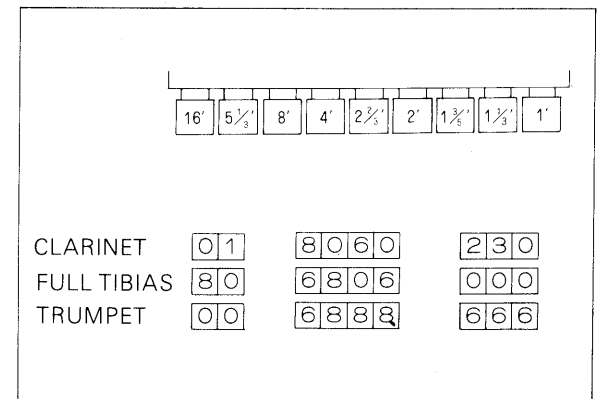 16' 5⅓' 8' 4' 2⅔' 2' 1⅗' 1⅓' 1'
CLARINET 01 8060 230
FULL TIBIAS 80 6806 000
TRUMPET 00 6888 666